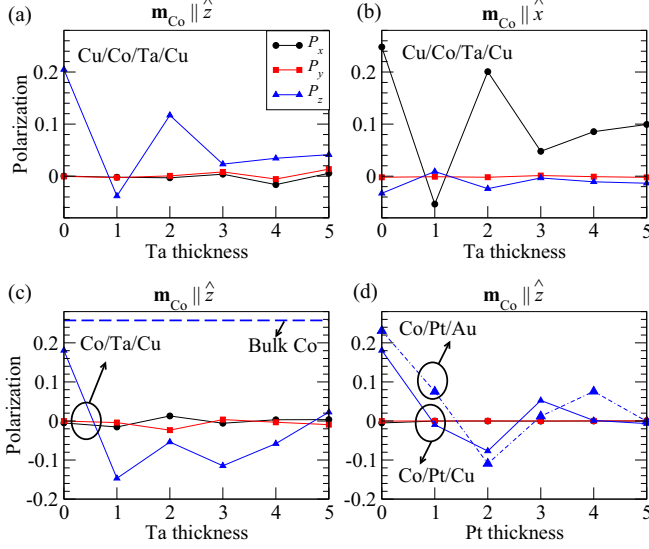 (a)
m_Co || ẑ
Cu/Co/Ta/Cu
P_x
P_y
P_z
Polarization
0.2
0.1
0
0 1 2 3 4 5
Ta thickness
(b)
m_Co || x̂
Cu/Co/Ta/Cu
0.2
0.1
0
0 1 2 3 4 5
Ta thickness
(c)
m_Co || ẑ
Co/Ta/Cu
Bulk Co
Polarization
0.2
0.1
0
-0.1
-0.2
0 1 2 3 4 5
Ta thickness
(d)
m_Co || ẑ
Co/Pt/Au
Co/Pt/Cu
0.2
0.1
0
-0.1
-0.2
0 1 2 3 4 5
Pt thickness